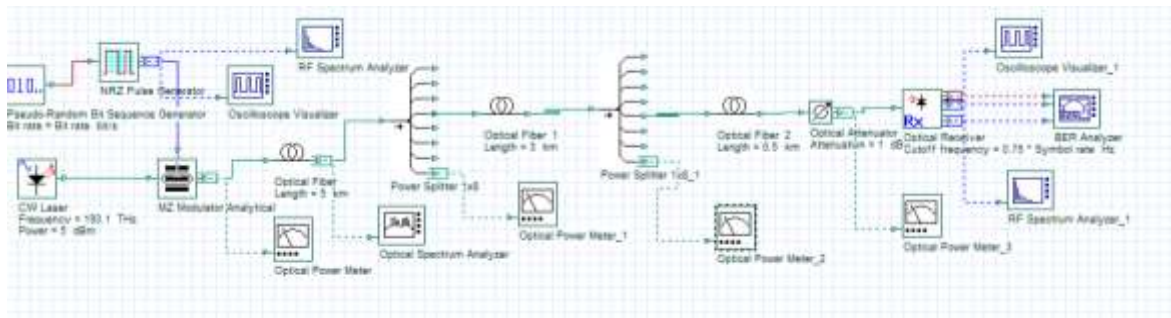 RF Spectrum Analyzer
Oscilloscope Visualizer_1
NRZ Pulse Generator
010..
Pseudo-Random Bit Sequence Generator
Bit rate = Bit rate bit/s
Oscilloscope Visualizer
Optical Fiber 1
Length = 3 km
Optical Fiber 2
Length = 0.5 km
Optical Attenuator
Attenuation = 1 dB
Rx
Optical Receiver
Cutoff frequency = 0.75 * Symbol rate Hz
BER Analyzer
CW Laser
Frequency = 193.1 THz
Power = 5 dBm
MZ Modulator Analytical
Optical Fiber
Length = 5 km
Power Splitter 1x8
Power Splitter 1x8_1
Optical Power Meter
Optical Spectrum Analyzer
Optical Power Meter_1
Optical Power Meter_2
Optical Power Meter_3
RF Spectrum Analyzer_1